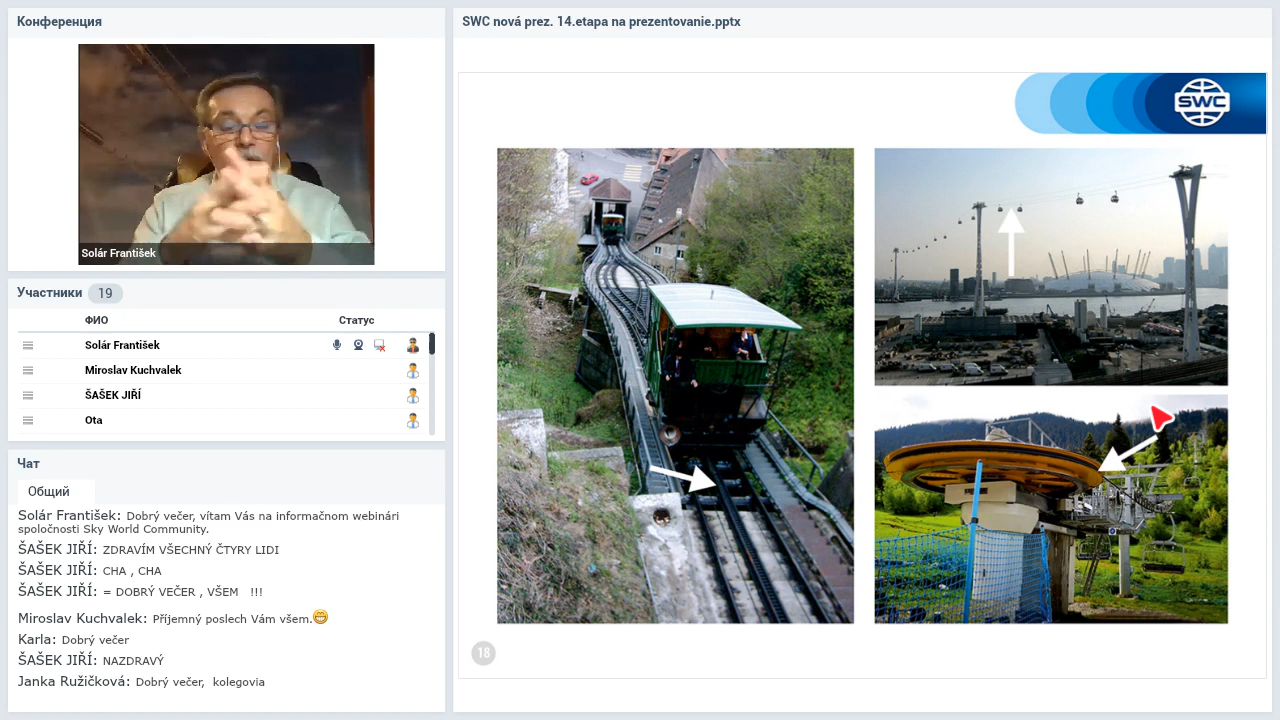 Конференция
Solár František
Участники 19
ФИО Статус
Solár František
Miroslav Kuchvalek
ŠAŠEK JIŘÍ
Ota
Чат
Общий
Solár František: Dobrý večer, vítam Vás na informačnom webinári
spoločnosti Sky World Community.
ŠAŠEK JIŘÍ: ZDRAVÍM VŠECHNÝ ČTYRY LIDI
ŠAŠEK JIŘÍ: CHA , CHA
ŠAŠEK JIŘÍ: = DOBRÝ VEČER , VŠEM !!!
Miroslav Kuchvalek: Příjemný poslech Vám všem.
Karla: Dobrý večer
ŠAŠEK JIŘÍ: NAZDRAVÝ
Janka Ružičková: Dobrý večer, kolegovia
SWC nová prez. 14.etapa na prezentovanie.pptx
SWC
18